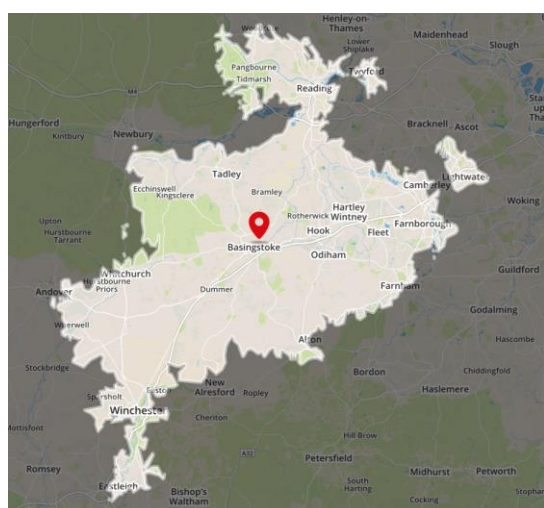 Henley-on-
Thames
Maidenhead
Lower
Shiplake
Slough
Pangbourne
Tidmarsh
Twyford
M4
Reading
Hungerford
Kintbury
Newbury
Bracknell
Ascot
Tadley
Lightwater
Camberley
Ecchinswell
Kingsclere
Bramley
Woking
Hartley
Wintney
Upton
Rotherwick
Hurstbourne
Tarrant
Hook
Fleet
Farnborough
Basingstoke
Odiham
Whitchurch
Guildford
Hurstbourne
Priors
Andover
Dummer
Farnham
Godalming
Wherwell
Alton
Hascombe
Stockbridge
Bordon
Chiddingfold
New
Alresford
Ropley
Haslemere
Easton
Sparsholt
Winchester
Cheriton
Hill Brow
A32
Romsey
Petersfield
Midhurst
Petworth
South
Harting
Eastleigh
Bishop's
Waltham
Cocking